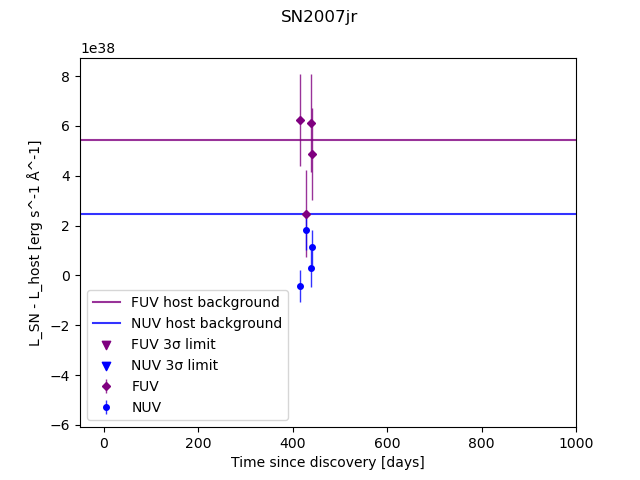 SN2007jr
1e38
L_SN - L_host [erg s^-1 Å^-1]
8
6
4
2
0
−2
−4
−6
FUV host background
NUV host background
FUV 3σ limit
NUV 3σ limit
FUV
NUV
0 200 400 600 800 1000
Time since discovery [days]